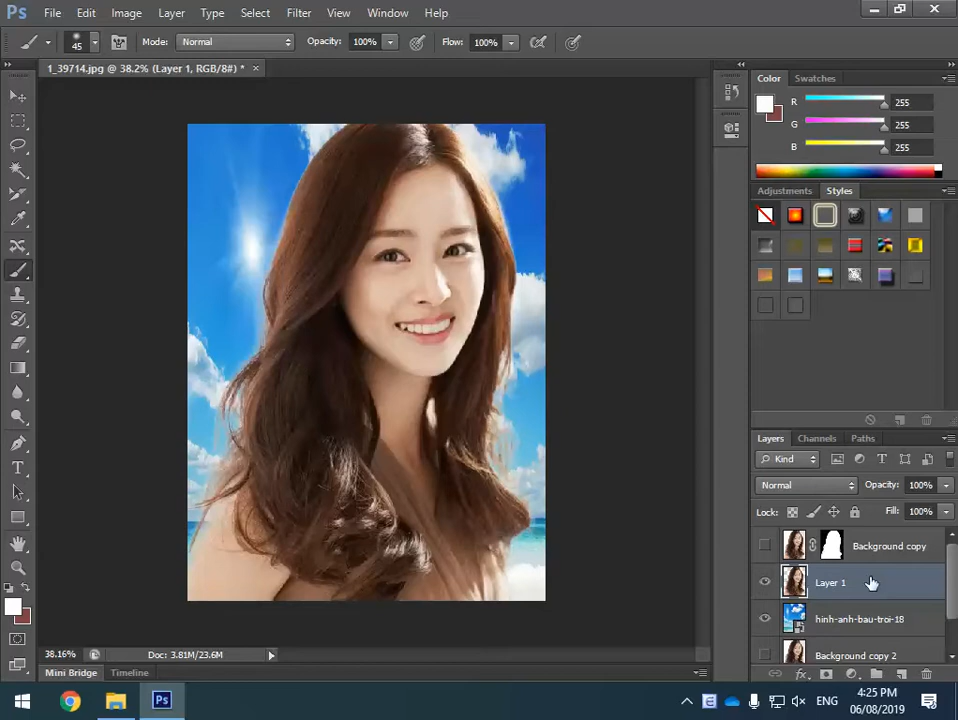 Ps File Edit Image Layer Type Select Filter View Window Help
45 Mode: Normal Opacity: 100% Flow: 100%
1_39714.jpg @ 38.2% (Layer 1, RGB/8#) *
Color Swatches
R 255
G 255
B 255
Adjustments Styles
Layers Channels Paths
Kind
Normal Opacity: 100%
Lock: Fill: 100%
Background copy
Layer 1
hinh-anh-bau-troi-18
Background copy 2
38.16% Doc: 3.81M/23.6M
Mini Bridge Timeline
Ps
ENG
4:25 PM
06/08/2019